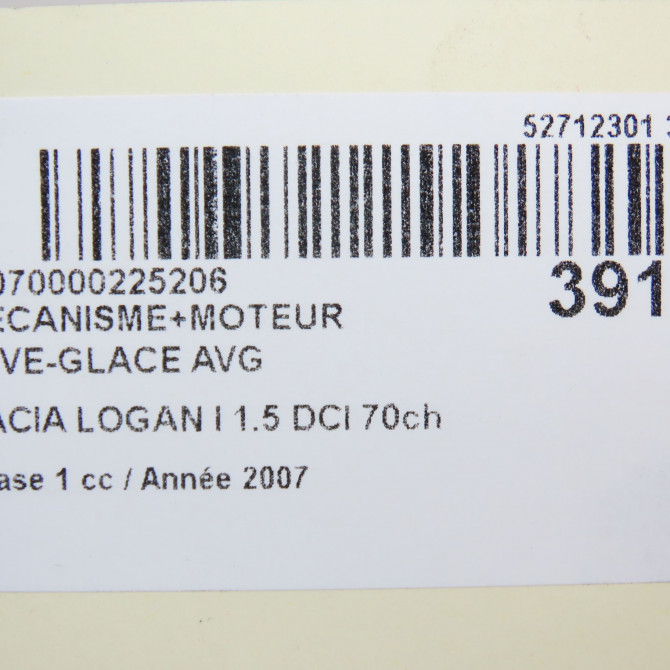 52712301 3
070000225206
391
ECANISME+MOTEUR
VE-GLACE AVG
ACIA LOGAN I 1.5 DCI 70ch
ase 1 cc / Année 2007